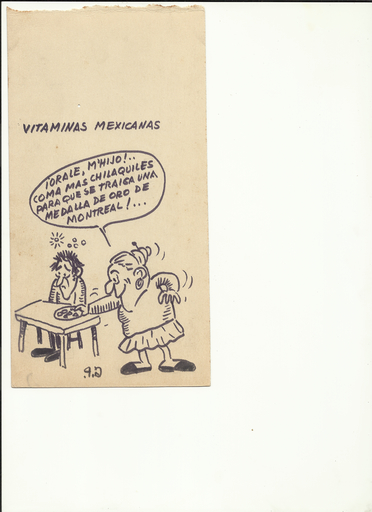 VITAMINAS MEXICANAS
¡ORALE, M'HIJO!..
COMA MAS CHILAQUILES
PARA QUE SE TRAIGA UNA
MEDALLA DE ORO DE
MONTREAL!...